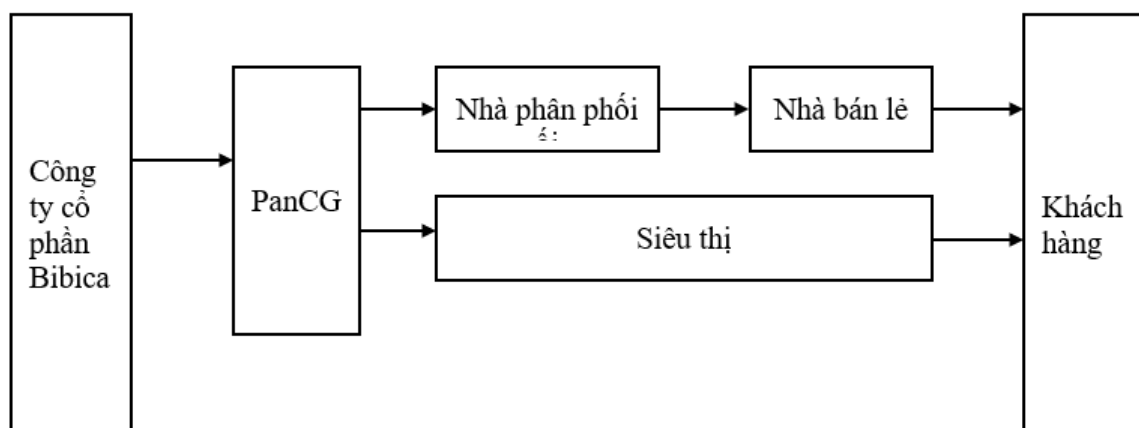 Công
ty cổ
phần
Bibica
PanCG
Nhà phân phối
Nhà bán lẻ
Siêu thị
Khách
hàng